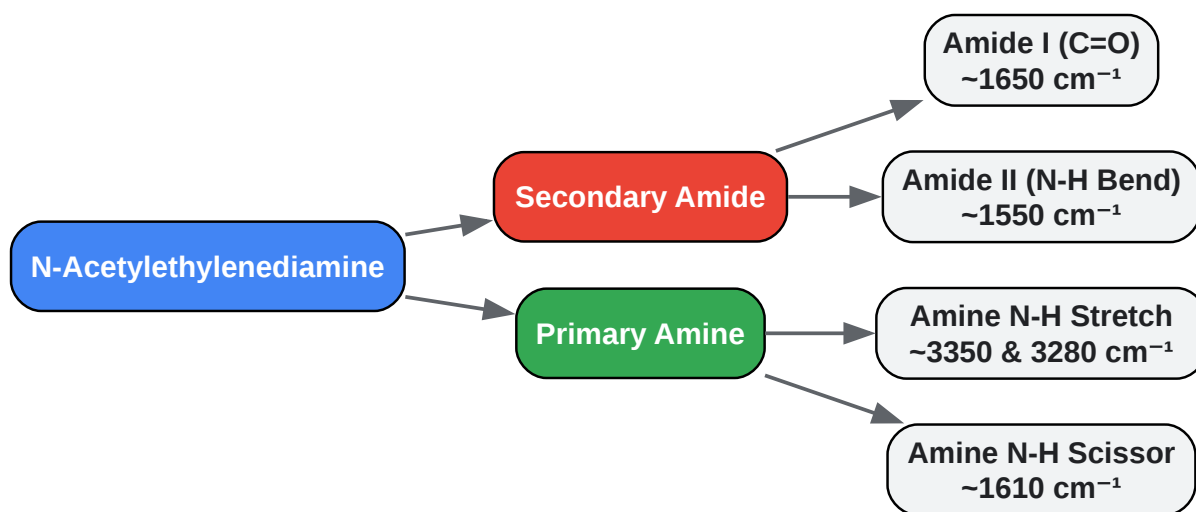 Amide I (C=O)
~1650 cm⁻¹
Secondary Amide
Amide II (N-H Bend)
~1550 cm⁻¹
N-Acetylethylenediamine
Primary Amine
Amine N-H Stretch
~3350 & 3280 cm⁻¹
Amine N-H Scissor
~1610 cm⁻¹